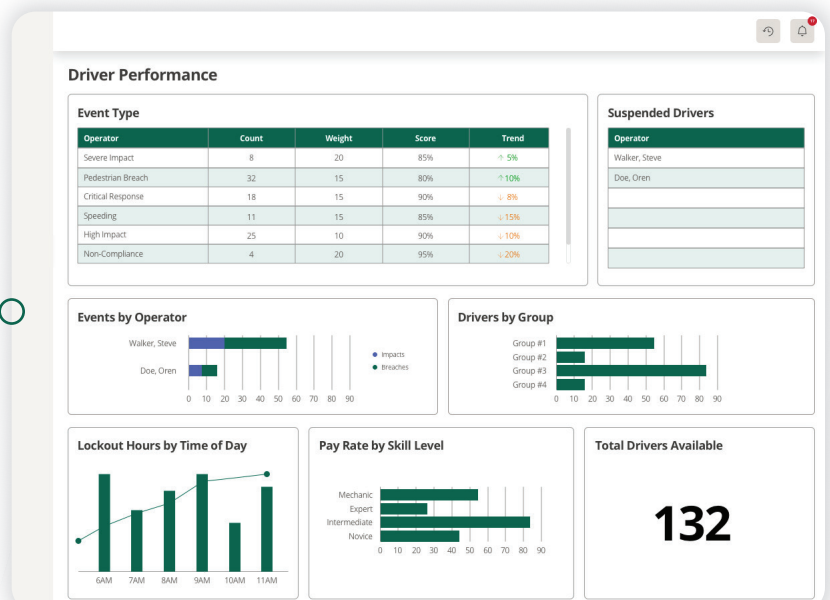 Driver Performance
Event Type
Operator Count Weight Score Trend
Severe Impact 8 20 85% ↑ 5%
Pedestrian Breach 32 15 80% ↑ 10%
Critical Response 18 15 90% ↓ 8%
Speeding 11 15 85% ↓ 15%
High Impact 25 10 90% ↓ 10%
Non-Compliance 4 20 95% ↓ 20%
Suspended Drivers
Operator
Walker, Steve
Doe, Oren
Events by Operator
Walker, Steve
Doe, Oren
0 10 20 30 40 50 60 70 80 90
Impacts
Breaches
Drivers by Group
Group #1
Group #2
Group #3
Group #4
0 10 20 30 40 50 60 70 80 90
Lockout Hours by Time of Day
6AM 7AM 8AM 9AM 10AM 11AM
Pay Rate by Skill Level
Mechanic
Expert
Intermediate
Novice
0 10 20 30 40 50 60 70 80 90
Total Drivers Available
132